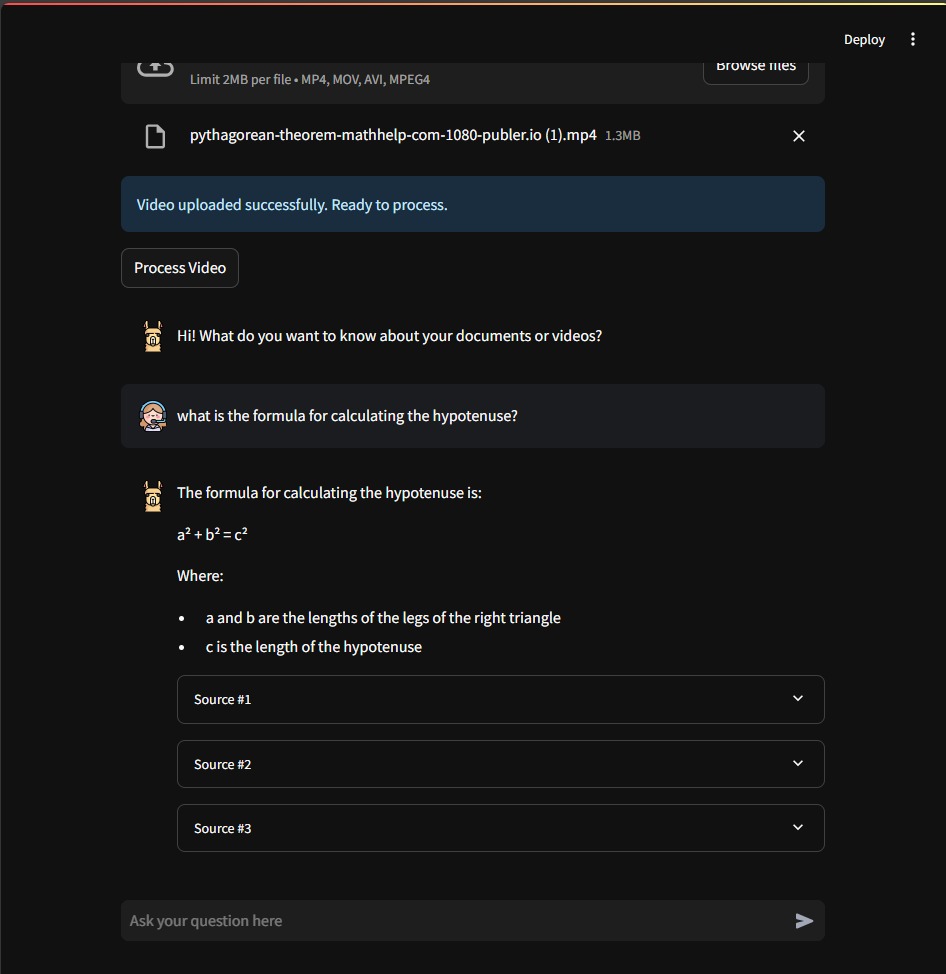 Deploy
Browse files
Limit 2MB per file • MP4, MOV, AVI, MPEG4
pythagorean-theorem-mathhelp-com-1080-publer.io (1).mp4 1.3MB
Video uploaded successfully. Ready to process.
Process Video
Hi! What do you want to know about your documents or videos?
what is the formula for calculating the hypotenuse?
The formula for calculating the hypotenuse is:
a² + b² = c²
Where:
• a and b are the lengths of the legs of the right triangle
• c is the length of the hypotenuse
Source #1
Source #2
Source #3
Ask your question here